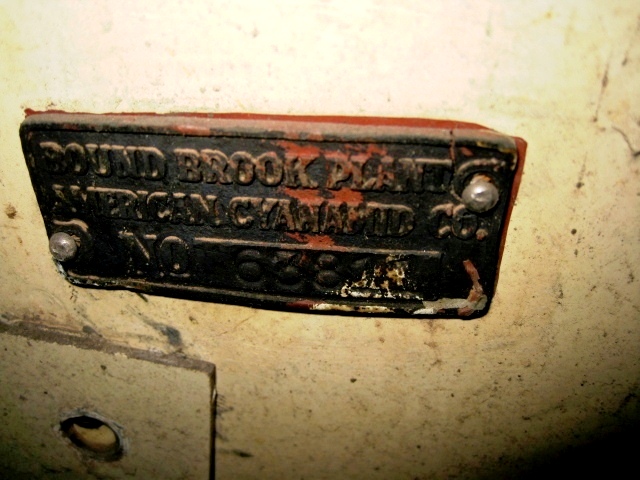 BOUND BROOK PLANT
AMERICAN CYANAMID CO.
NO